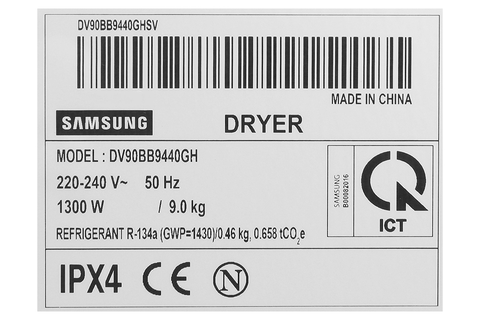 DV90BB9440GHSV
MADE IN CHINA
SAMSUNG DRYER
MODEL : DV90BB9440GH
220-240 V~ 50 Hz
1300 W / 9.0 kg
REFRIGERANT R-134a (GWP=1430)/0.46 kg, 0.658 tCO₂e
SAMSUNG
B00082016
ICT
IPX4 CE N